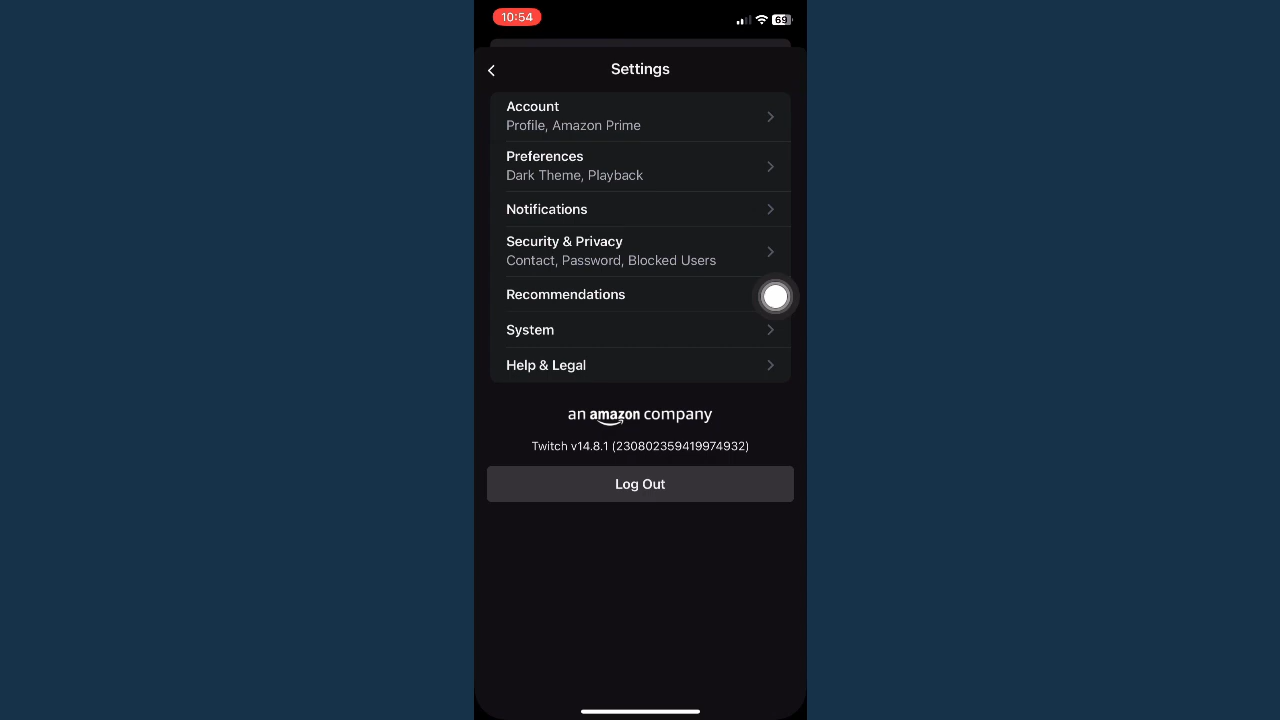 10:54
69
Settings
Account
Profile, Amazon Prime
Preferences
Dark Theme, Playback
Notifications
Security & Privacy
Contact, Password, Blocked Users
Recommendations
System
Help & Legal
an amazon company
Twitch v14.8.1 (230802359419974932)
Log Out